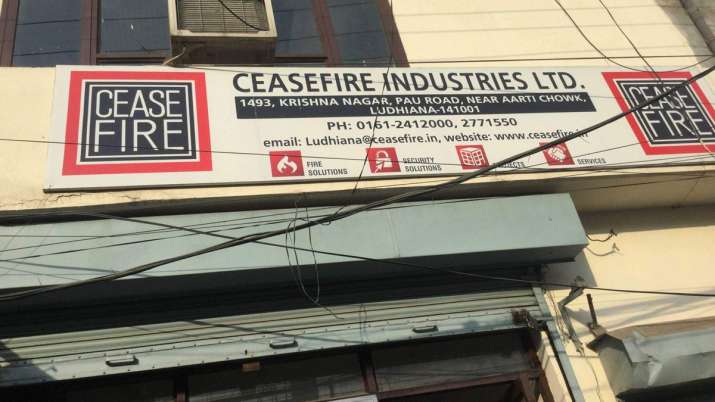 CEASE
FIRE
CEASEFIRE INDUSTRIES LTD.
1493, KRISHNA NAGAR, PAU ROAD, NEAR AARTI CHOWK,
LUDHIANA-141001
PH: 0161-2412000, 2771550
email: Ludhiana@ceasefire.in, website: www.ceasefire.in
FIRE
SOLUTIONS
SECURITY
SOLUTIONS
SERVICES
CEASE
FIRE